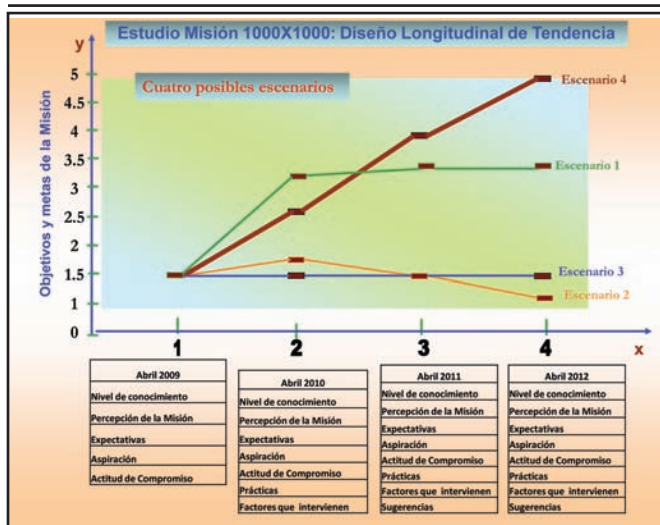 Estudio Misión 1000X1000: Diseño Longitudinal de Tendencia
y
Cuatro posibles escenarios
Objetivos y metas de la Misión
5
4.5
4
3.5
3
2.5
2
1.5
1
0
Escenario 4
Escenario 1
Escenario 3
Escenario 2
1
2
3
4
x
Abril 2009
Nivel de conocimiento
Percepción de la Misión
Expectativas
Aspiración
Actitud de Compromiso
Abril 2010
Nivel de conocimiento
Percepción de la Misión
Expectativas
Aspiración
Actitud de Compromiso
Prácticas
Factores que intervienen
Abril 2011
Nivel de conocimiento
Percepción de la Misión
Expectativas
Aspiración
Actitud de Compromiso
Prácticas
Factores que intervienen
Sugerencias
Abril 2012
Nivel de conocimiento
Percepción de la Misión
Expectativas
Aspiración
Actitud de Compromiso
Prácticas
Factores que intervienen
Sugerencias